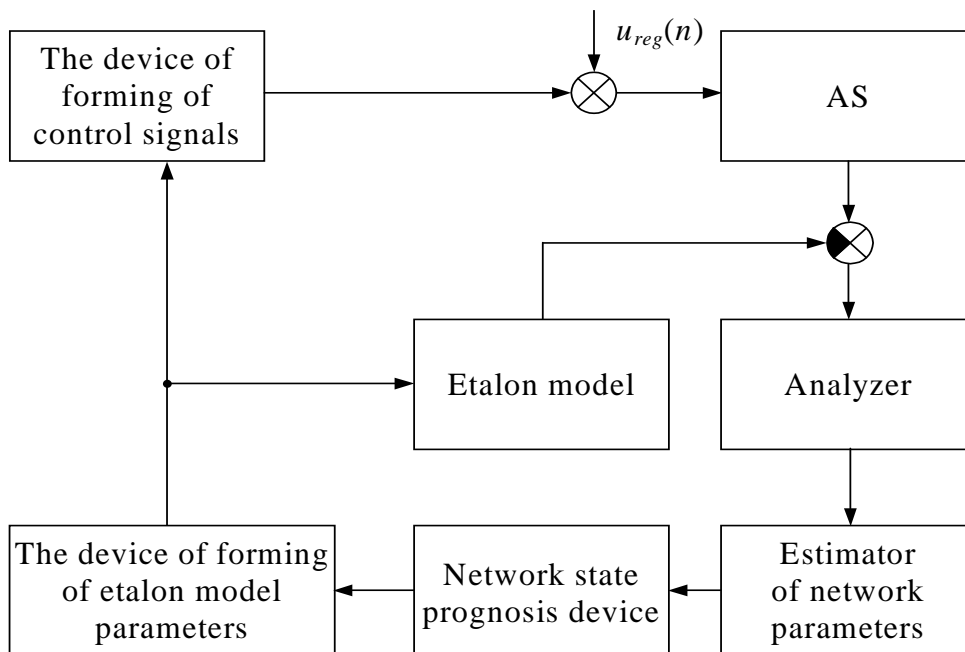 The device of
forming of
control signals
u_reg(n)
AS
Etalon model
Analyzer
The device of forming
of etalon model
parameters
Network state
prognosis device
Estimator
of network
parameters